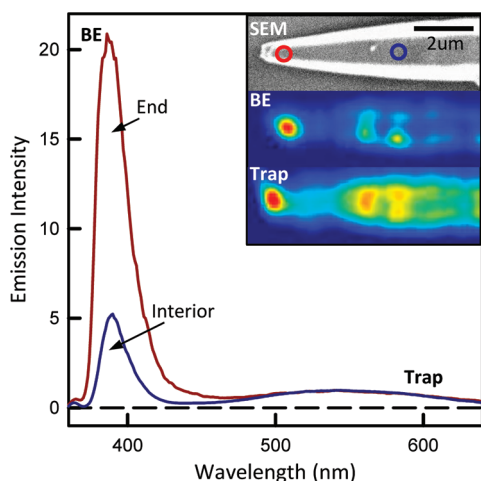 BE
End
Interior
Trap
SEM
2um
BE
Trap
20
15
10
5
0
400
500
600
Emission Intensity
Wavelength (nm)